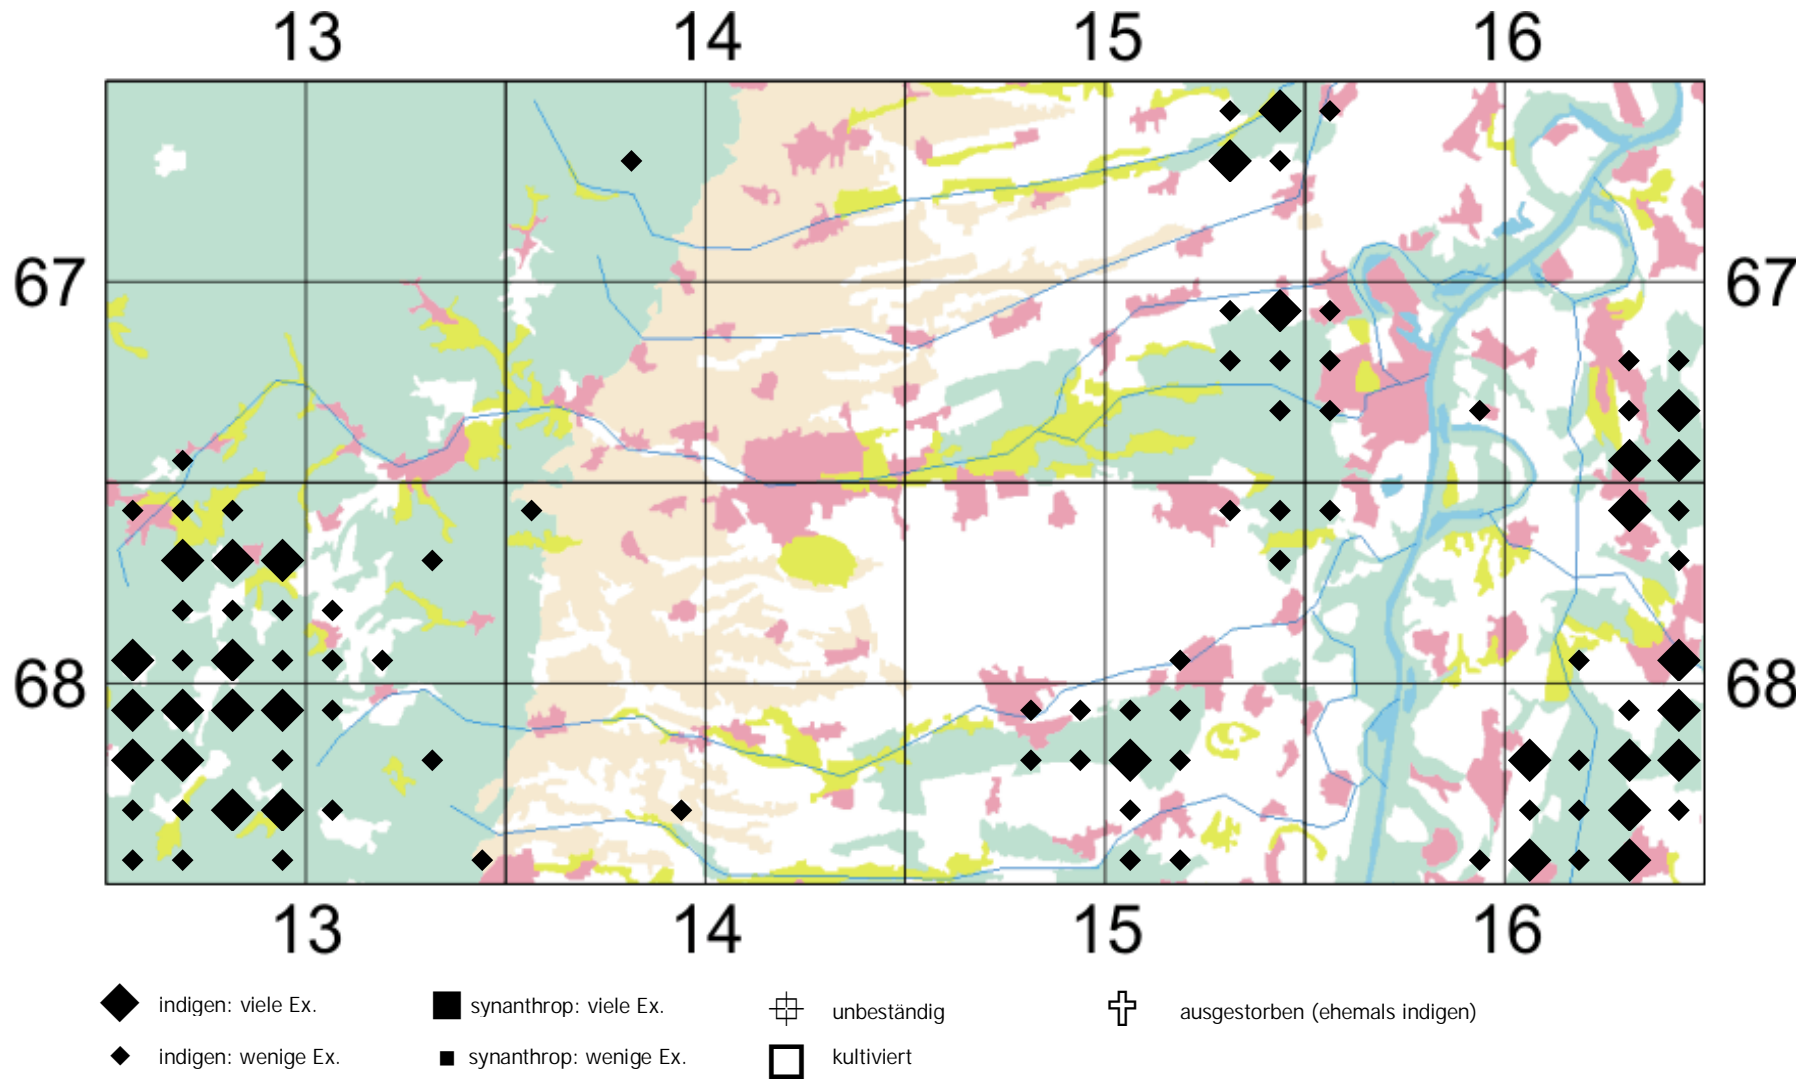 13 14 15 16
67 67
68 68
13 14 15 16
indigen: viele Ex. synanthrop: viele Ex. unbeständig ausgestorben (ehemals indigen)
indigen: wenige Ex. synanthrop: wenige Ex. kultiviert